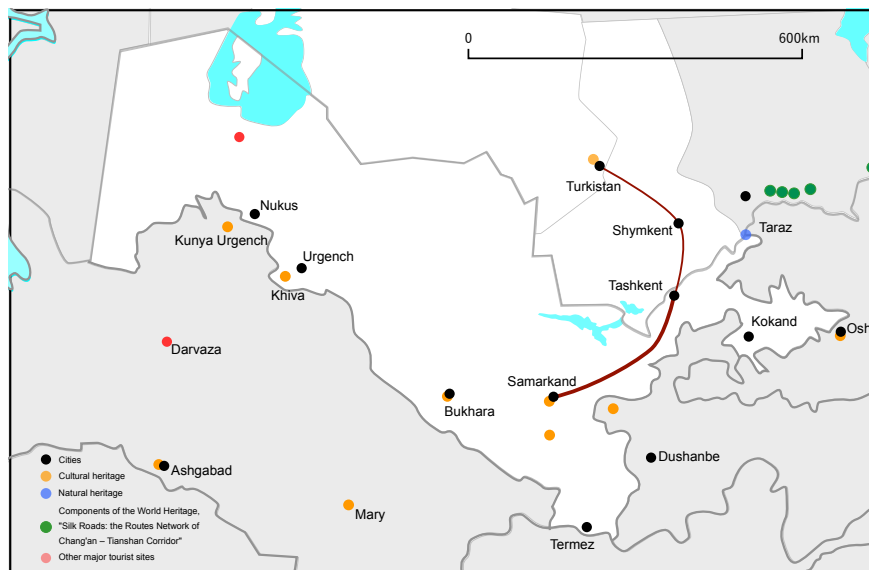 0 600km
Turkistan
Nukus
Shymkent
Taraz
Kunya Urgench
Urgench
Tashkent
Khiva
Kokand
Osh
Darvaza
Samarkand
Bukhara
Dushanbe
Ashgabad
Mary
Termez
Cities
Cultural heritage
Natural heritage
Components of the World Heritage,
"Silk Roads: the Routes Network of
Chang'an – Tianshan Corridor"
Other major tourist sites